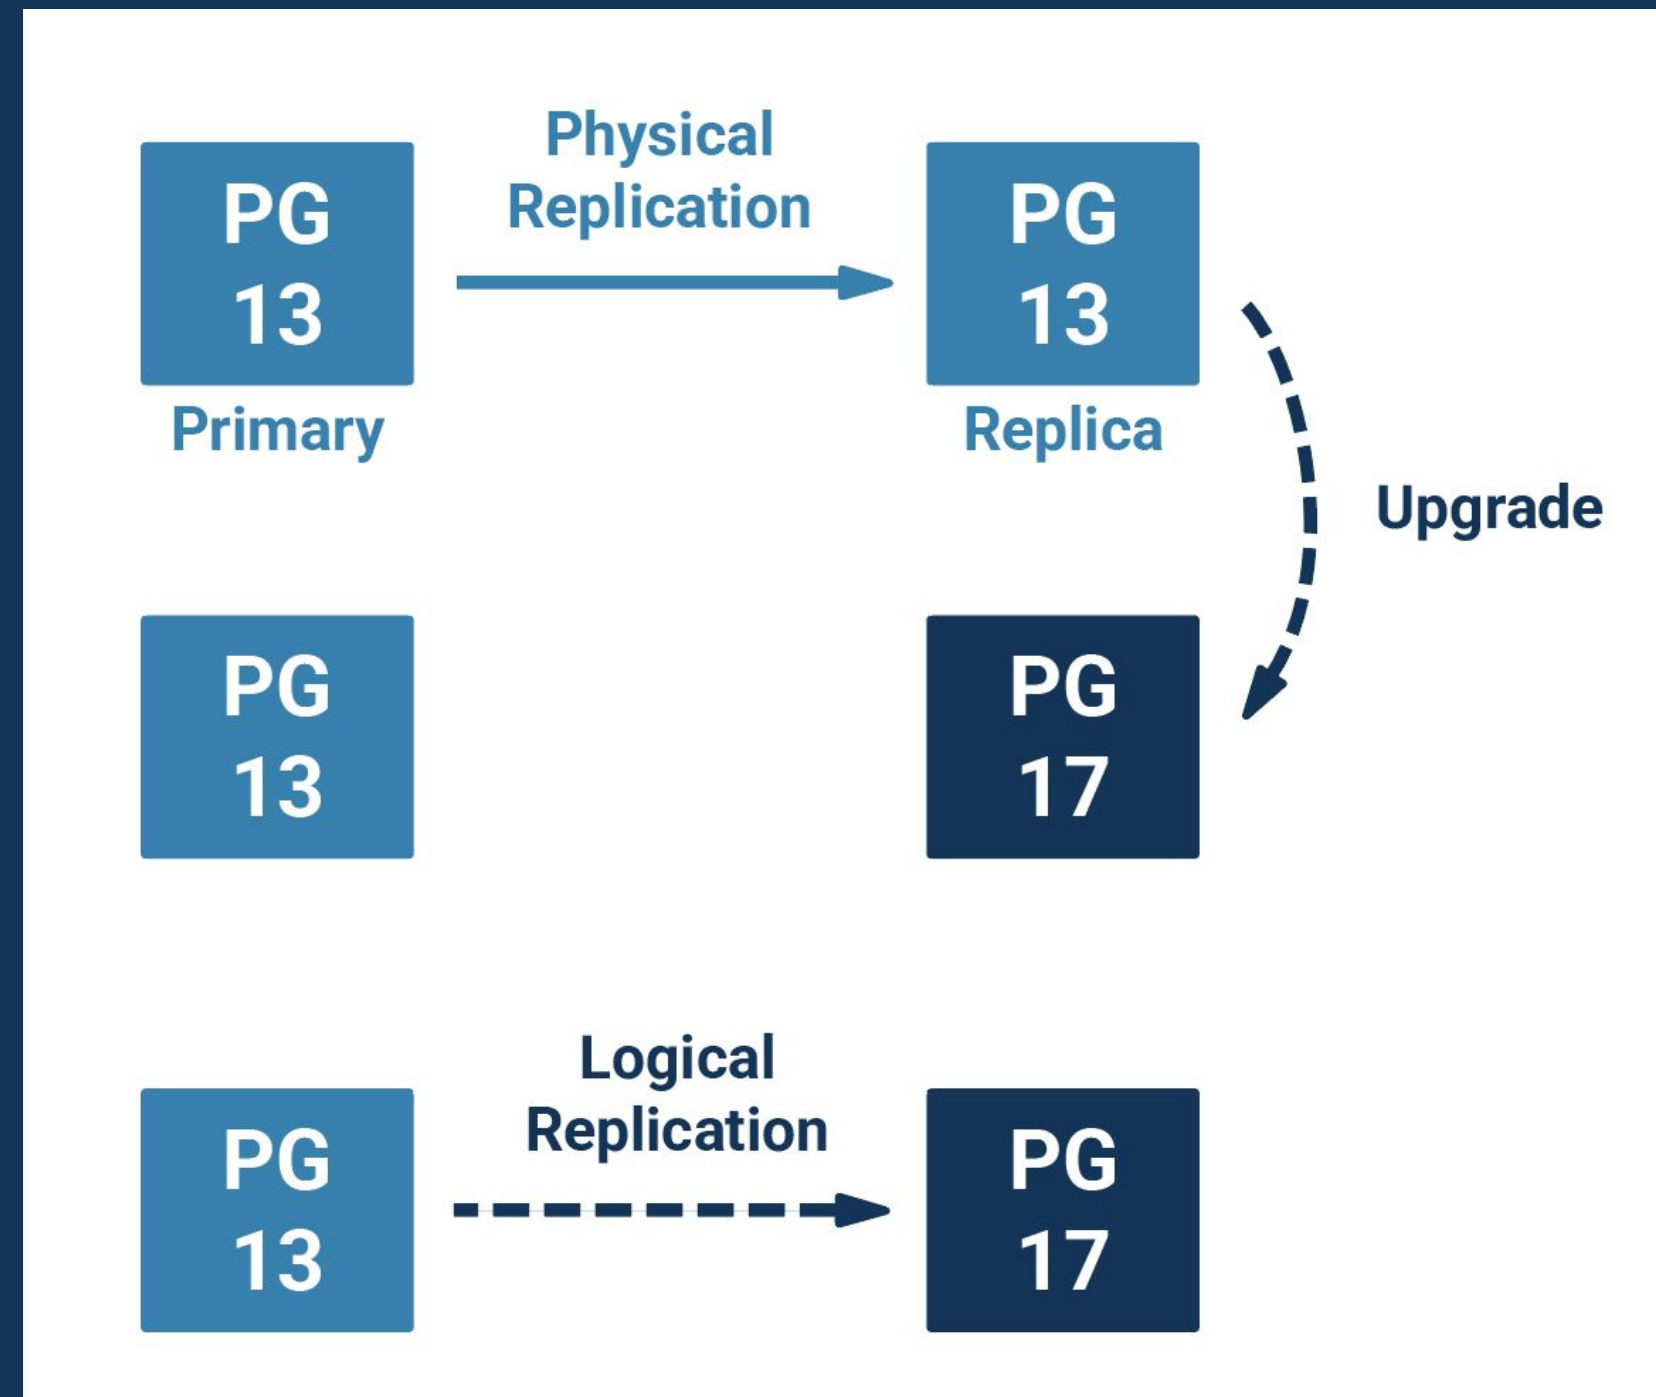 Physical
Replication
PG
13
PG
13
Primary
Replica
Upgrade
PG
13
PG
17
Logical
Replication
PG
13
PG
17